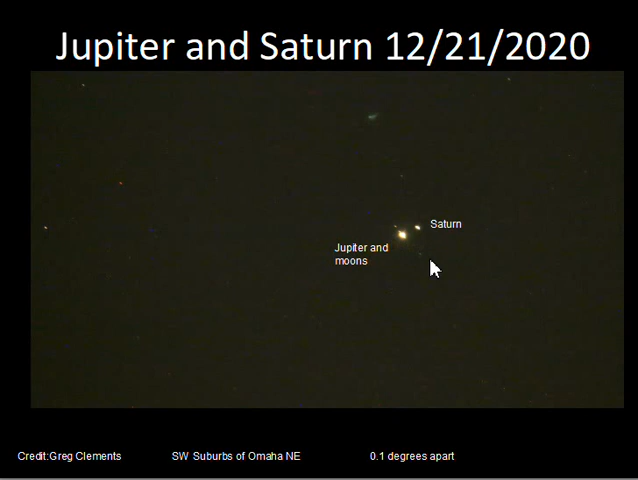 Jupiter and Saturn 12/21/2020
Saturn
Jupiter and
moons
Credit:Greg Clements SW Suburbs of Omaha NE 0.1 degrees apart